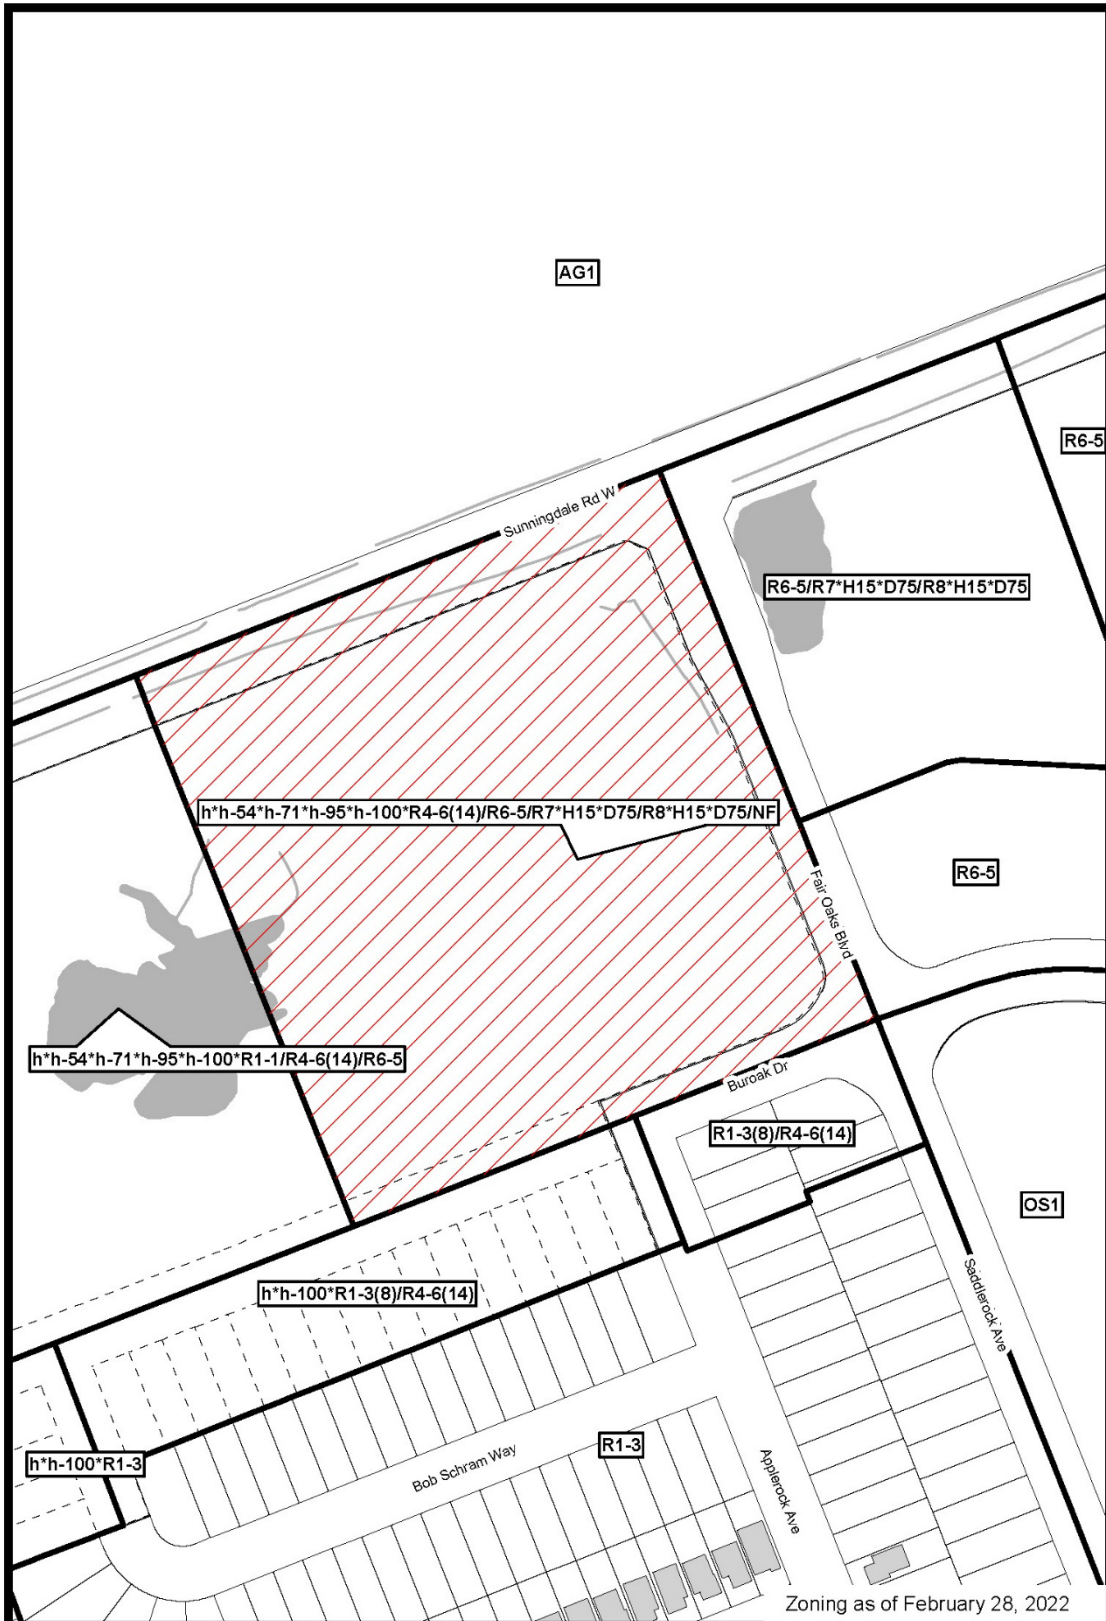 AG1
R6-5
Sunningdale Rd W
R6-5/R7*H15*D75/R8*H15*D75
h*h-54*h-71*h-95*h-100*R4-6(14)/R6-5/R7*H15*D75/R8*H15*D75/NF
R6-5
Fair Oaks Blvd
h*h-54*h-71*h-95*h-100*R1-1/R4-6(14)/R6-5
Buroak Dr
R1-3(8)/R4-6(14)
OS1
h*h-100*R1-3(8)/R4-6(14)
Saddlerock Ave
R1-3
h*h-100*R1-3
Bob Schram Way
Applerock Ave
Zoning as of February 28, 2022